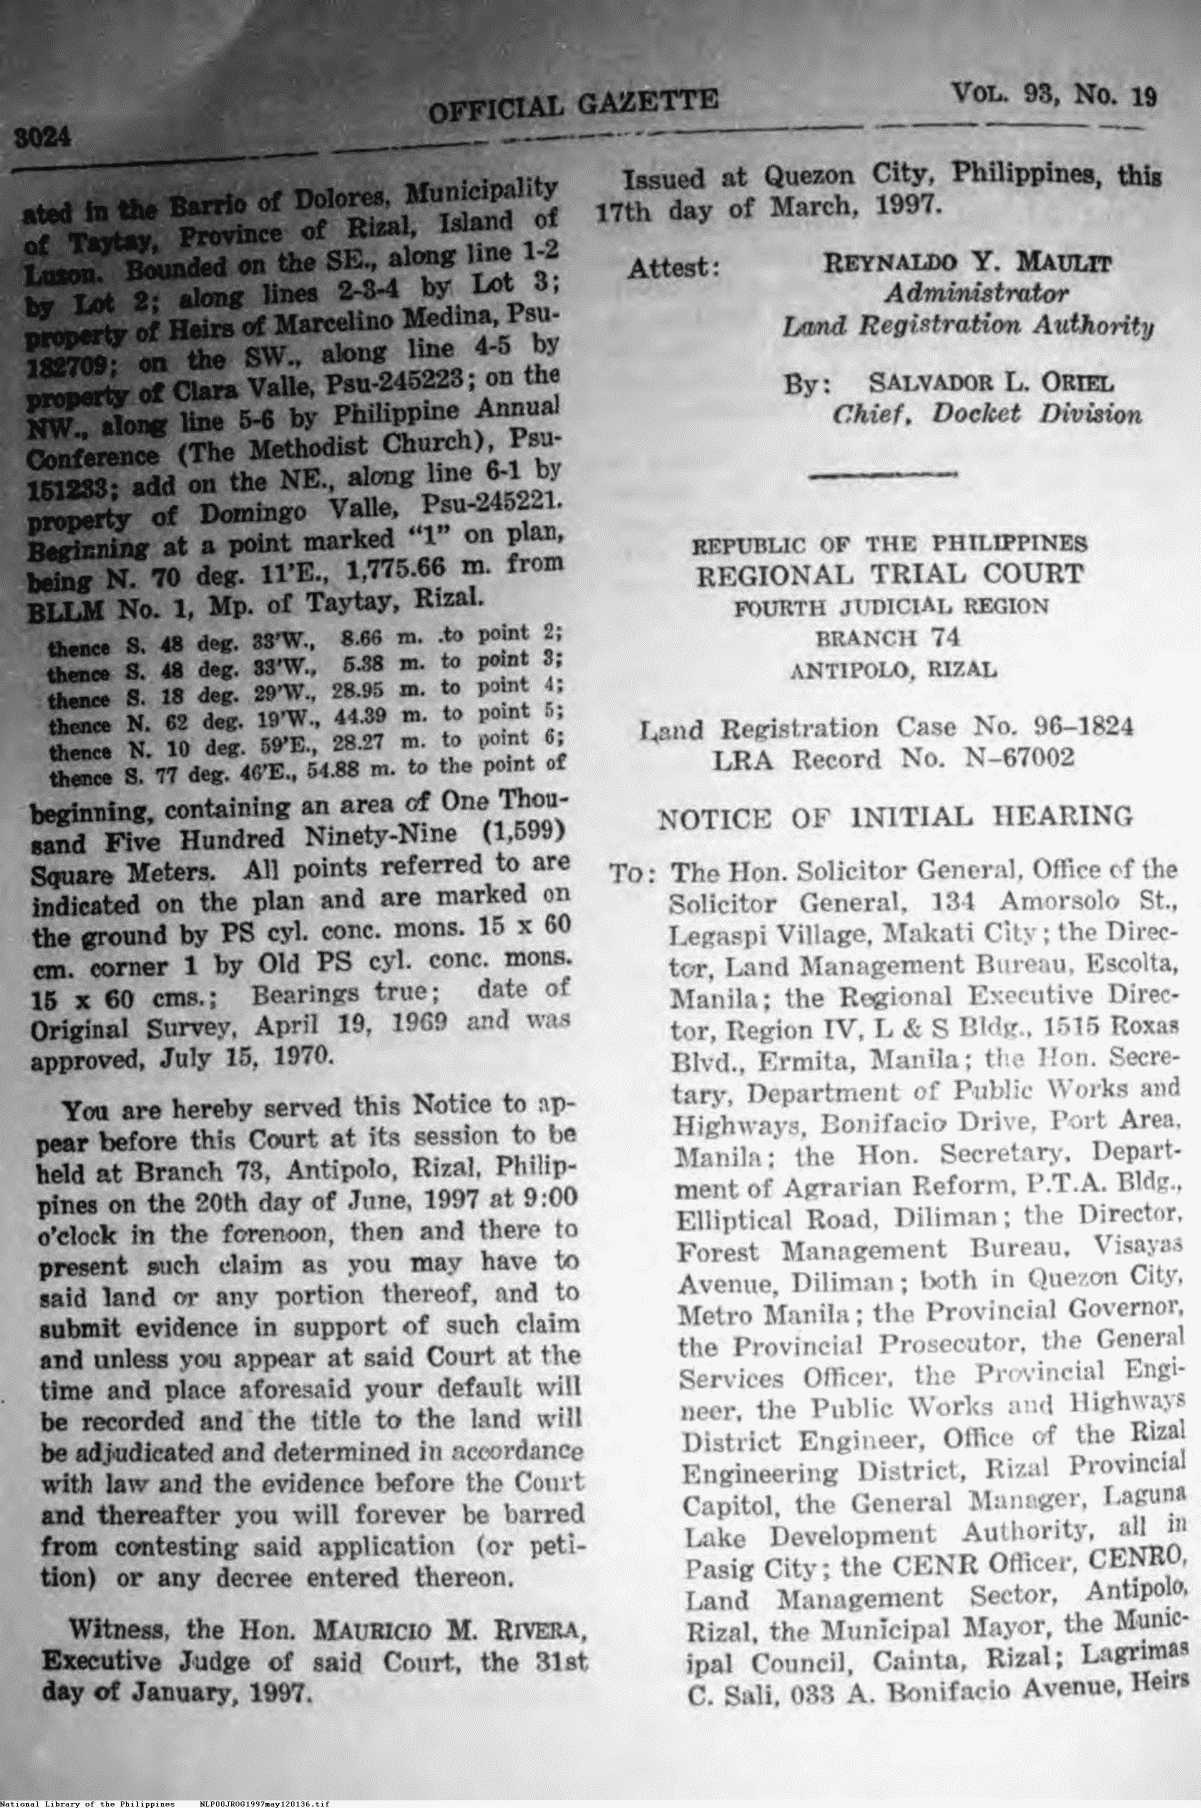 3024
OFFICIAL GAZETTE
VOL. 93, No. 19
ated in the Barrio of Dolores, Municipality
of Taytay, Province of Rizal, Island of
Luson. Bounded on the SE., along line 1-2
by Lot 2; along lines 2-3-4 by Lot 3;
property of Heirs of Marcelino Medina, Psu-
182709; on the SW., along line 4-5 by
property of Clara Valle, Psu-245223; on the
NW., along line 5-6 by Philippine Annual
Conference (The Methodist Church), Psu-
151233; add on the NE., along line 6-1 by
property of Domingo Valle, Psu-245221.
Beginning at a point marked “1” on plan,
being N. 70 deg. 11’E., 1,775.66 m. from
BLLM No. 1, Mp. of Taytay, Rizal.
thence S. 48 deg. 33’W., 8.66 m. .to point 2;
thence S. 48 deg. 33’W., 5.38 m. to point 3;
thence S. 18 deg. 29’W., 28.95 m. to point 4;
thence N. 62 deg. 19’W., 44.39 m. to point 5;
thence N. 10 deg. 59’E., 28.27 m. to point 6;
thence S. 77 deg. 46’E., 54.88 m. to the point of
beginning, containing an area of One Thou-
sand Five Hundred Ninety-Nine (1,599)
Square Meters. All points referred to are
indicated on the plan and are marked on
the ground by PS cyl. conc. mons. 15 x 60
cm. corner 1 by Old PS cyl. conc. mons.
15 x 60 cms.; Bearings true; date of
Original Survey, April 19, 1969 and was
approved, July 15, 1970.
You are hereby served this Notice to ap-
pear before this Court at its session to be
held at Branch 73, Antipolo, Rizal, Philip-
pines on the 20th day of June, 1997 at 9:00
o’clock in the forenoon, then and there to
present such claim as you may have to
said land or any portion thereof, and to
submit evidence in support of such claim
and unless you appear at said Court at the
time and place aforesaid your default will
be recorded and the title to the land will
be adjudicated and determined in accordance
with law and the evidence before the Court
and thereafter you will forever be barred
from contesting said application (or peti-
tion) or any decree entered thereon.
Witness, the Hon. MAURICIO M. RIVERA,
Executive Judge of said Court, the 31st
day of January, 1997.
Issued at Quezon City, Philippines, this
17th day of March, 1997.
Attest: REYNALDO Y. MAULIT
Administrator
Land Registration Authority
By: SALVADOR L. ORIEL
Chief, Docket Division
REPUBLIC OF THE PHILIPPINES
REGIONAL TRIAL COURT
FOURTH JUDICIAL REGION
BRANCH 74
ANTIPOLO, RIZAL
Land Registration Case No. 96-1824
LRA Record No. N-67002
NOTICE OF INITIAL HEARING
To: The Hon. Solicitor General, Office of the
Solicitor General, 134 Amorsolo St.,
Legaspi Village, Makati City; the Direc-
tor, Land Management Bureau, Escolta,
Manila; the Regional Executive Direc-
tor, Region IV, L & S Bldg., 1515 Roxas
Blvd., Ermita, Manila; the Hon. Secre-
tary, Department of Public Works and
Highways, Bonifacio Drive, Port Area,
Manila; the Hon. Secretary, Depart-
ment of Agrarian Reform, P.T.A. Bldg.,
Elliptical Road, Diliman; the Director,
Forest Management Bureau, Visayas
Avenue, Diliman; both in Quezon City,
Metro Manila; the Provincial Governor,
the Provincial Prosecutor, the General
Services Officer, the Provincial Engi-
neer, the Public Works and Highways
District Engineer, Office of the Rizal
Engineering District, Rizal Provincial
Capitol, the General Manager, Laguna
Lake Development Authority, all in
Pasig City; the CENR Officer, CENRO,
Land Management Sector, Antipolo,
Rizal, the Municipal Mayor, the Munic-
ipal Council, Cainta, Rizal; Lagrimas
C. Sali, 033 A. Bonifacio Avenue, Heirs
National Library of the Philippines NLP00JROG1997may120136.tif